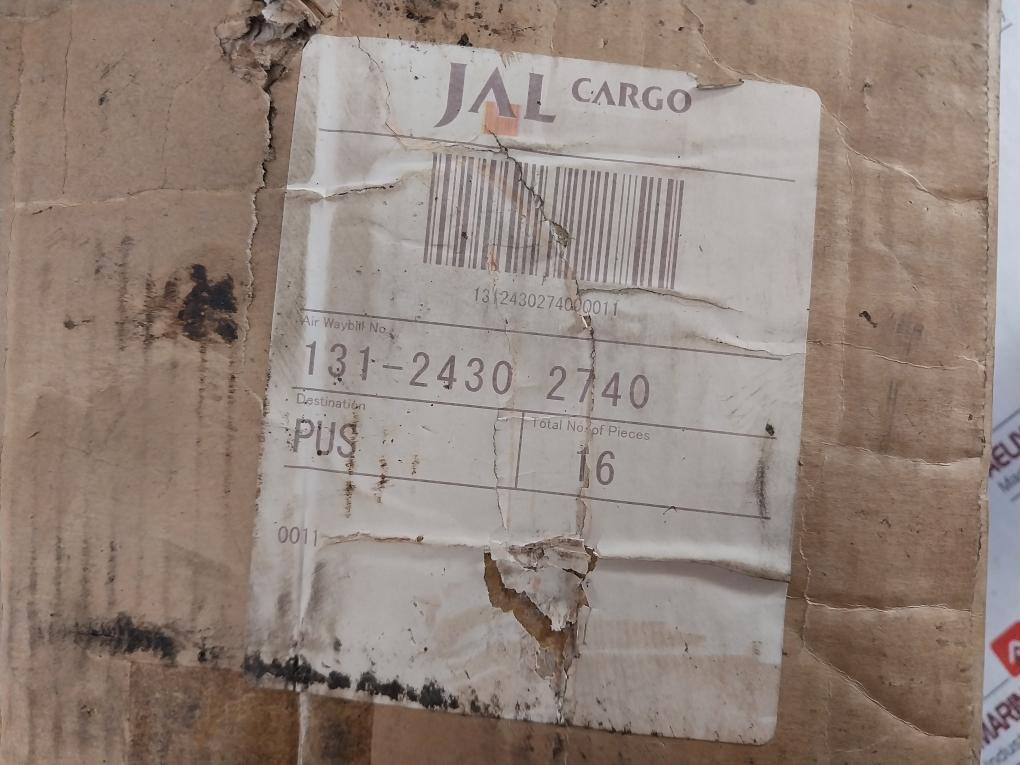 JAL CARGO
1312430274000011
Air Waybill No.
131-2430 2740
Destination
PUS
Total No. of Pieces
16
0011